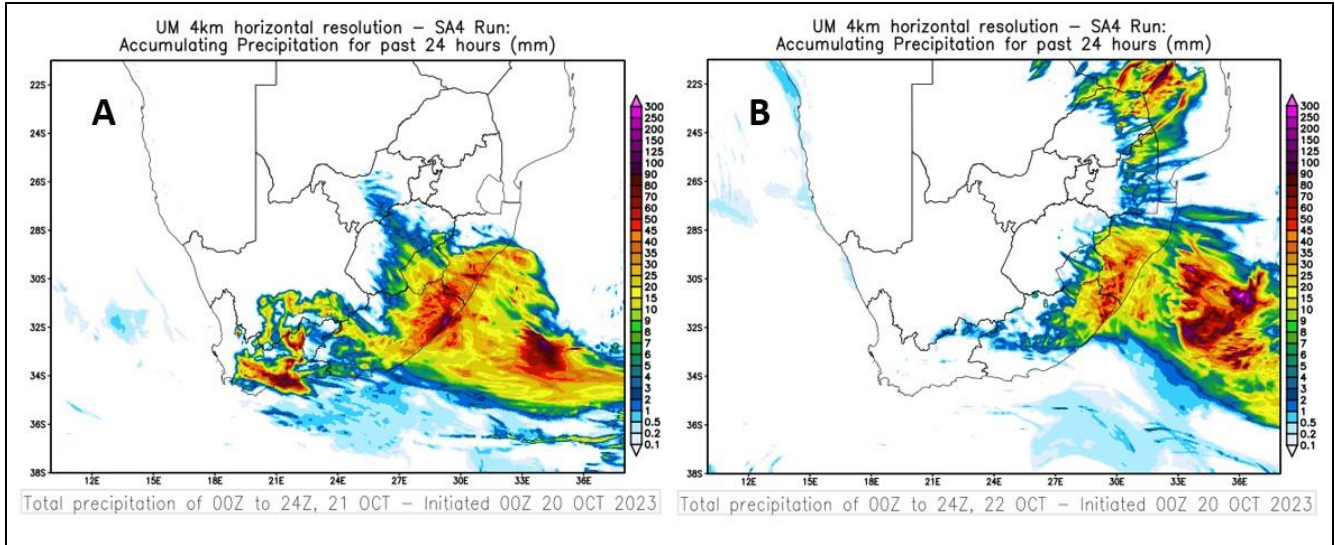 UM 4km horizontal resolution – SA4 Run:
Accumulating Precipitation for past 24 hours (mm)
A
22S
24S
26S
28S
30S
32S
34S
36S
38S
12E 15E 18E 21E 24E 27E 30E 33E 36E
300
250
200
150
125
100
90
80
70
60
50
45
40
35
30
25
20
15
10
9
8
7
6
5
4
3
2
1
0.5
0.2
0.1
Total precipitation of 00Z to 24Z, 21 OCT – Initiated 00Z 20 OCT 2023
UM 4km horizontal resolution – SA4 Run:
Accumulating Precipitation for past 24 hours (mm)
B
22S
24S
26S
28S
30S
32S
34S
36S
38S
12E 15E 18E 21E 24E 27E 30E 33E 36E
300
250
200
150
125
100
90
80
70
60
50
45
40
35
30
25
20
15
10
9
8
7
6
5
4
3
2
1
0.5
0.2
0.1
Total precipitation of 00Z to 24Z, 22 OCT – Initiated 00Z 20 OCT 2023